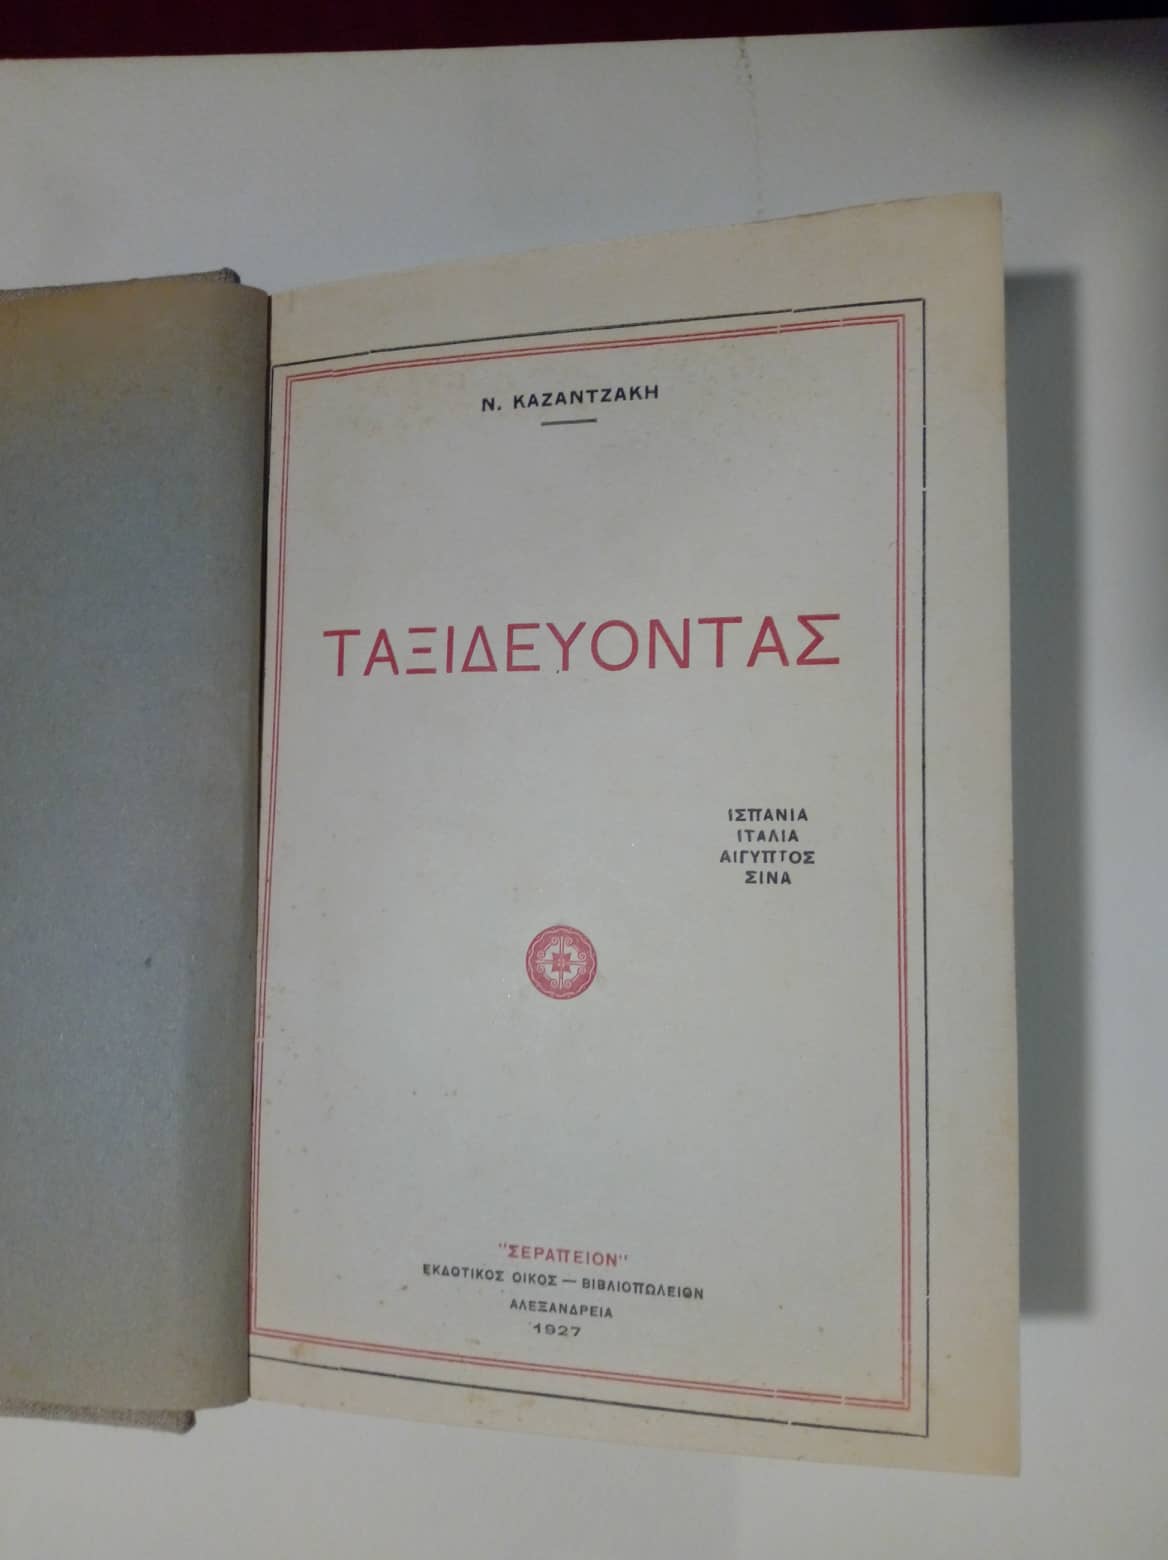 Ν. ΚΑΖΑΝΤΖΑΚΗ
ΤΑΞΙΔΕΥΟΝΤΑΣ
ΙΣΠΑΝΙΑ
ΙΤΑΛΙΑ
ΑΙΓΥΠΤΟΣ
ΣΙΝΑ
"ΣΕΡΑΠΕΙΟΝ"
ΕΚΔΟΤΙΚΟΣ ΟΙΚΟΣ — ΒΙΒΛΙΟΠΩΛΕΙΟΝ
ΑΛΕΞΑΝΔΡΕΙΑ
1927